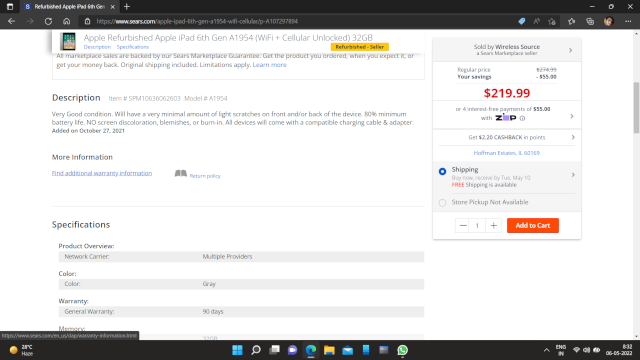 Apple Refurbished Apple iPad 6th Gen
https://www.sears.com/apple-ipad-6th-gen-a1954-wifi-cellular/p-A107297894
Apple Refurbished Apple iPad 6th Gen A1954 (WiFi + Cellular Unlocked) 32GB
Description Specifications
Refurbished - Seller
All marketplace sales are backed by our Sears Marketplace Guarantee. Get the product you ordered, when you expect it, or
get your money back. Original shipping included. Limitations apply. Learn more
Description Item # SPM10636062603 Model # A1954
Very Good condition. Will have a very minimal amount of light scratches on front and/or back of the device. 80% minimum
battery life. NO screen discoloration, blemishes, or burn-in. All devices will come with a compatible charging cable & adapter.
Added on October 27, 2021
More Information
Find additional warranty information
Return policy
Specifications
Product Overview:
Network Carrier: Multiple Providers
Color:
Color: Gray
Warranty:
General Warranty: 90 days
Memory:
32GB
Sold by Wireless Source
a Sears Marketplace seller
Regular price $274.99
Your savings - $55.00
$219.99
or 4 interest-free payments of $55.00
with ZIP
Get $2.20 CASHBACK in points
Hoffman Estates, IL 60169
Shipping
Buy now, receive by Tue, May 10
FREE Shipping is available
Store Pickup Not Available
1
Add to Cart
https://www.sears.com/en_us/dap/warranty-information.html
28°C
Haze
ENG
IN
8:32
06-05-2022